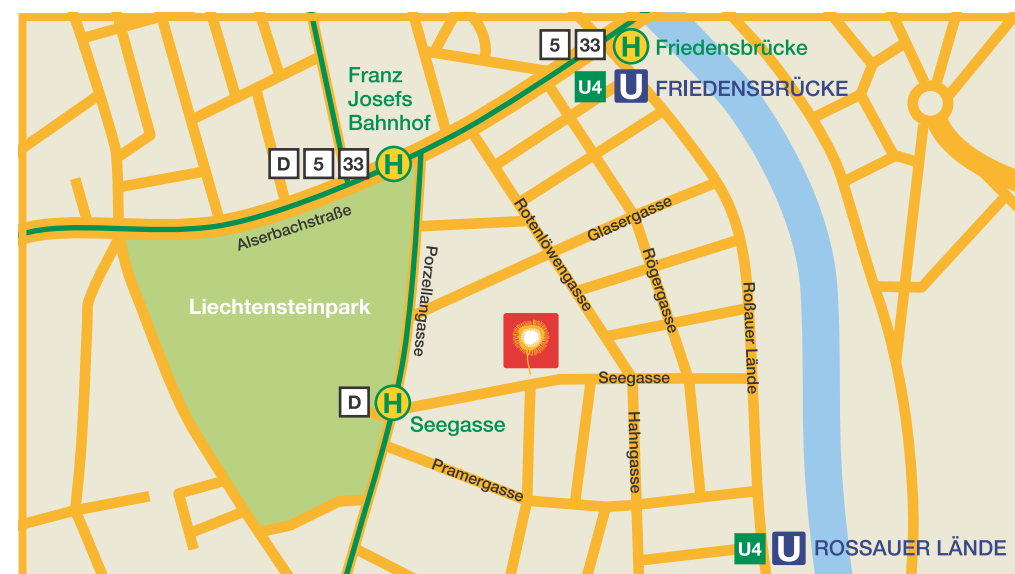 5 33 H Friedensbrücke
U4 U FRIEDENSBRÜCKE
Franz
Josefs
Bahnhof
D 5 33 H
Alserbachstraße
Liechtensteinpark
Porzellangasse
Rotenlöwengasse
Glasergasse
Rögergasse
Roßauer Lände
Seegasse
D H
Seegasse
Hahngasse
Pramergasse
U4 U ROSSAUER LÄNDE